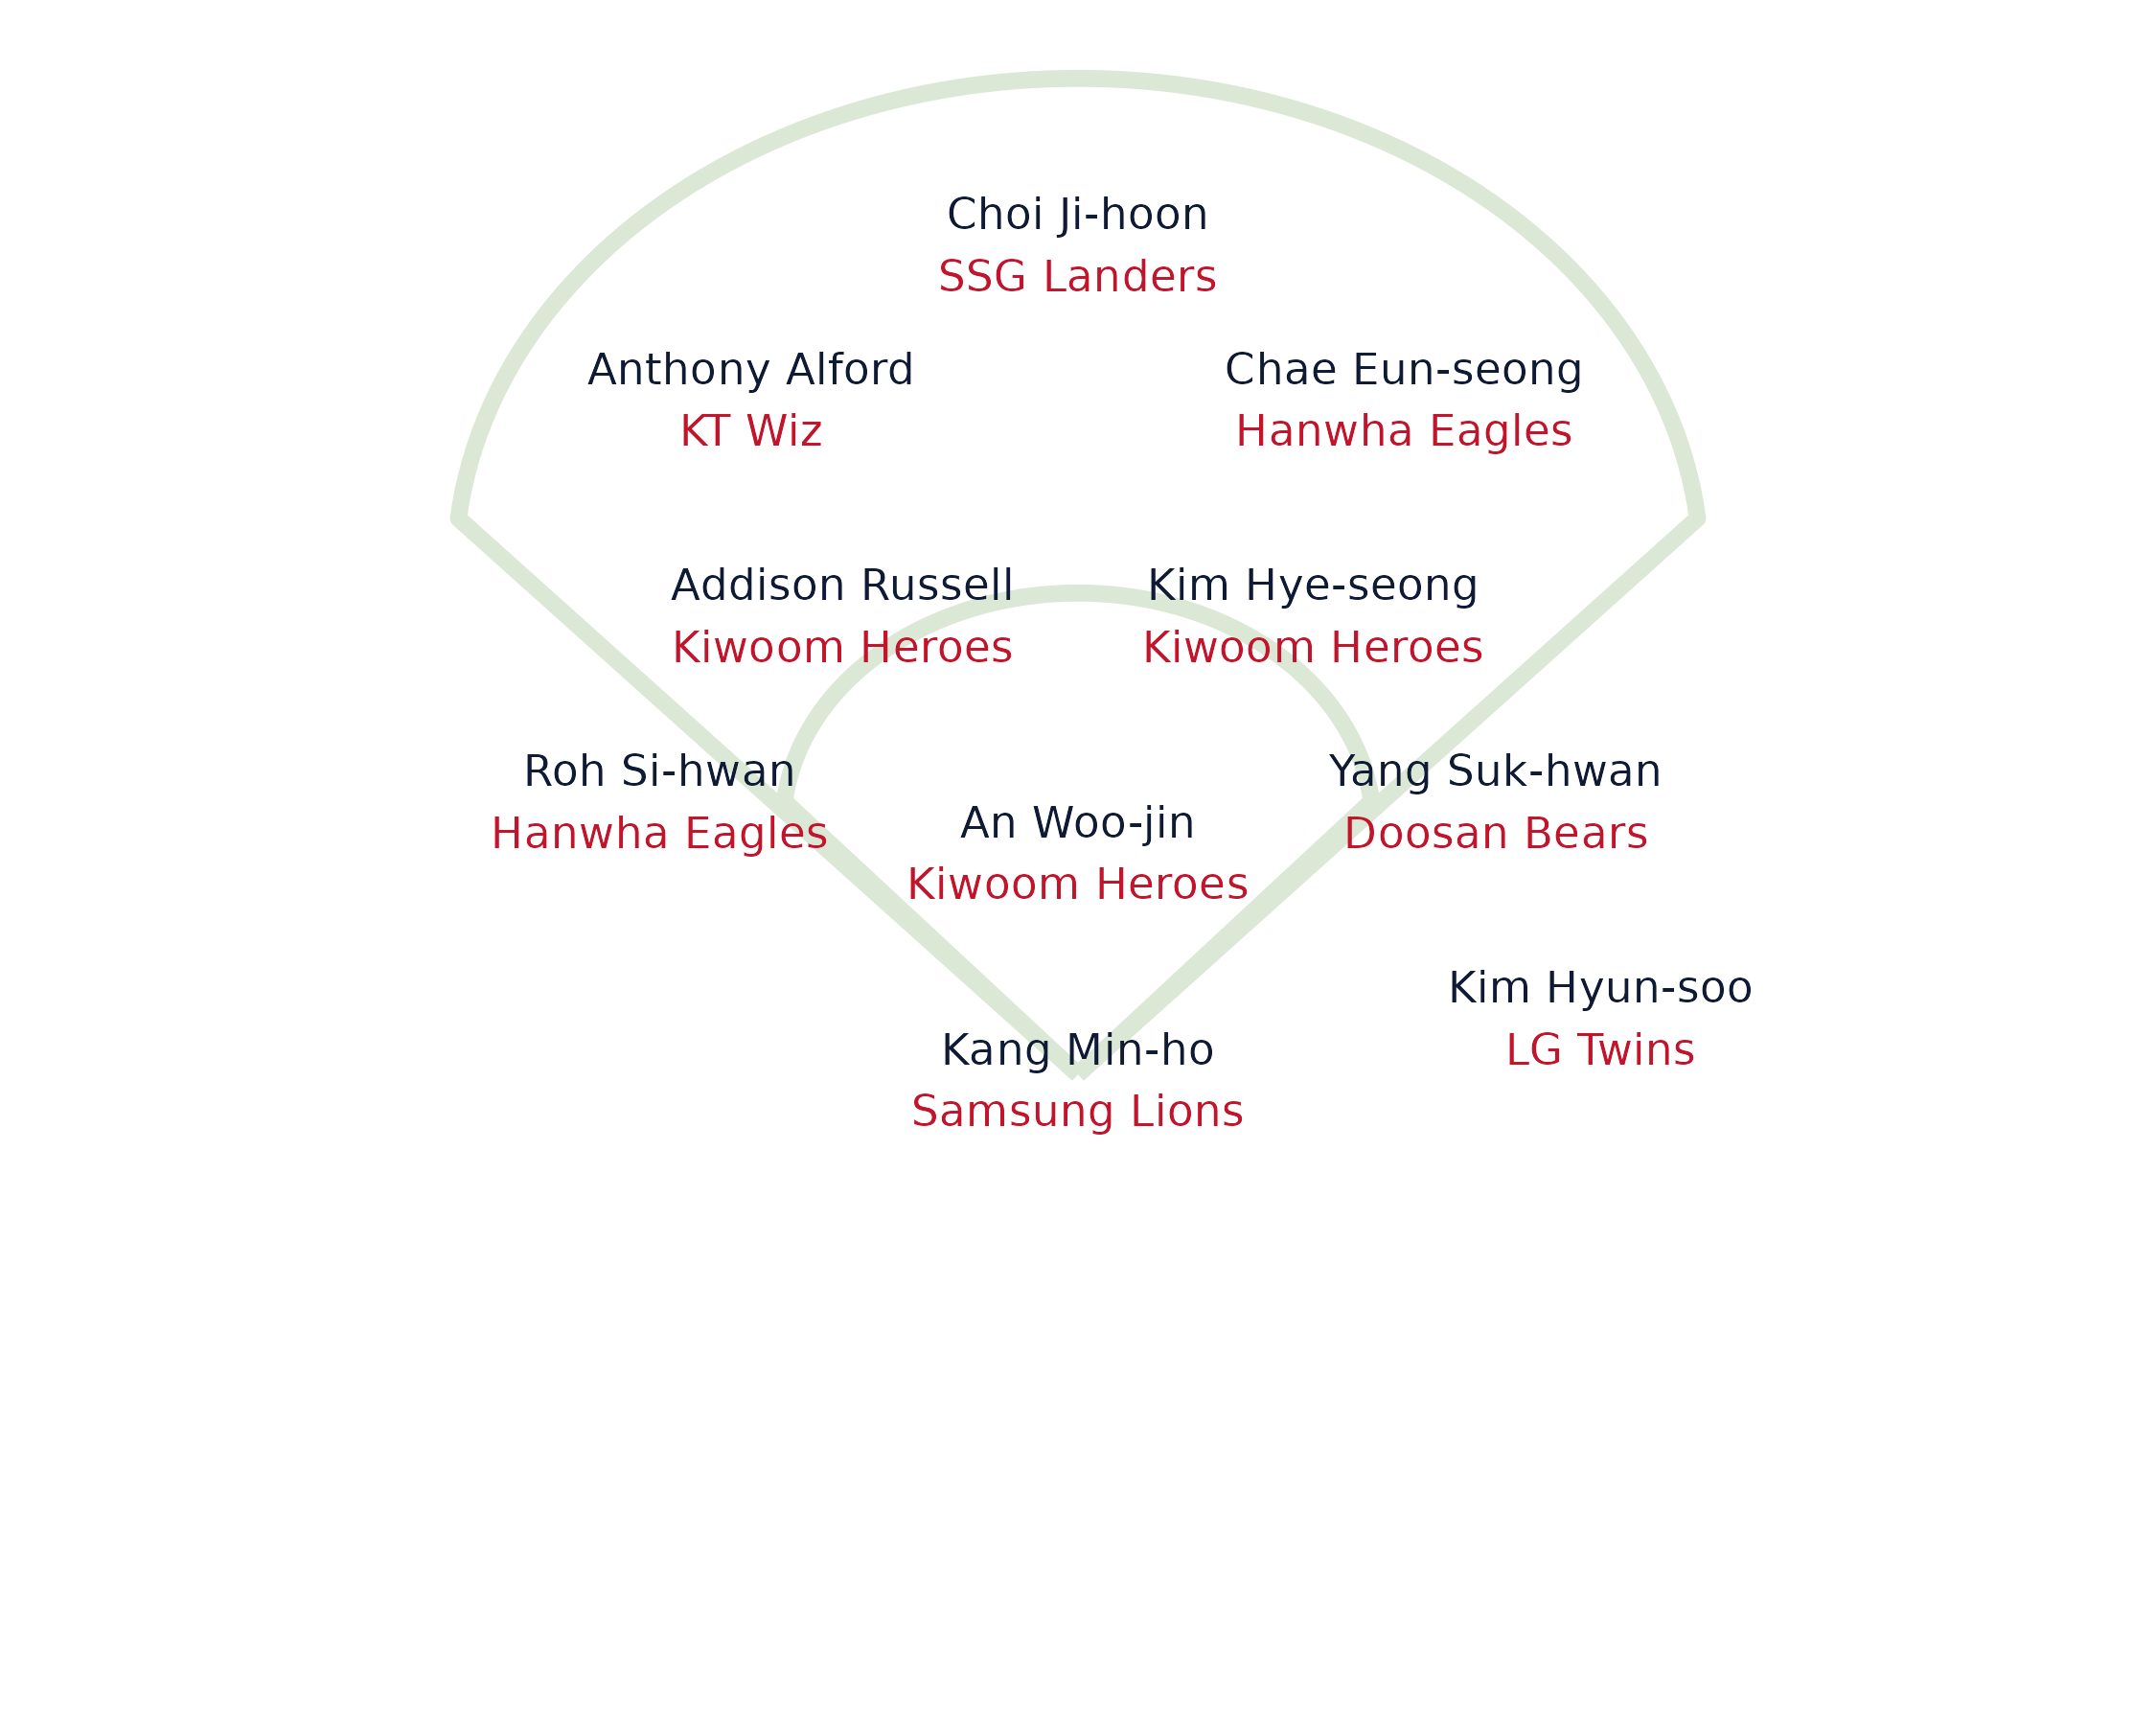 Choi Ji-hoon
SSG Landers
Anthony Alford
KT Wiz
Chae Eun-seong
Hanwha Eagles
Addison Russell
Kiwoom Heroes
Kim Hye-seong
Kiwoom Heroes
Roh Si-hwan
Hanwha Eagles
An Woo-jin
Kiwoom Heroes
Yang Suk-hwan
Doosan Bears
Kang Min-ho
Samsung Lions
Kim Hyun-soo
LG Twins